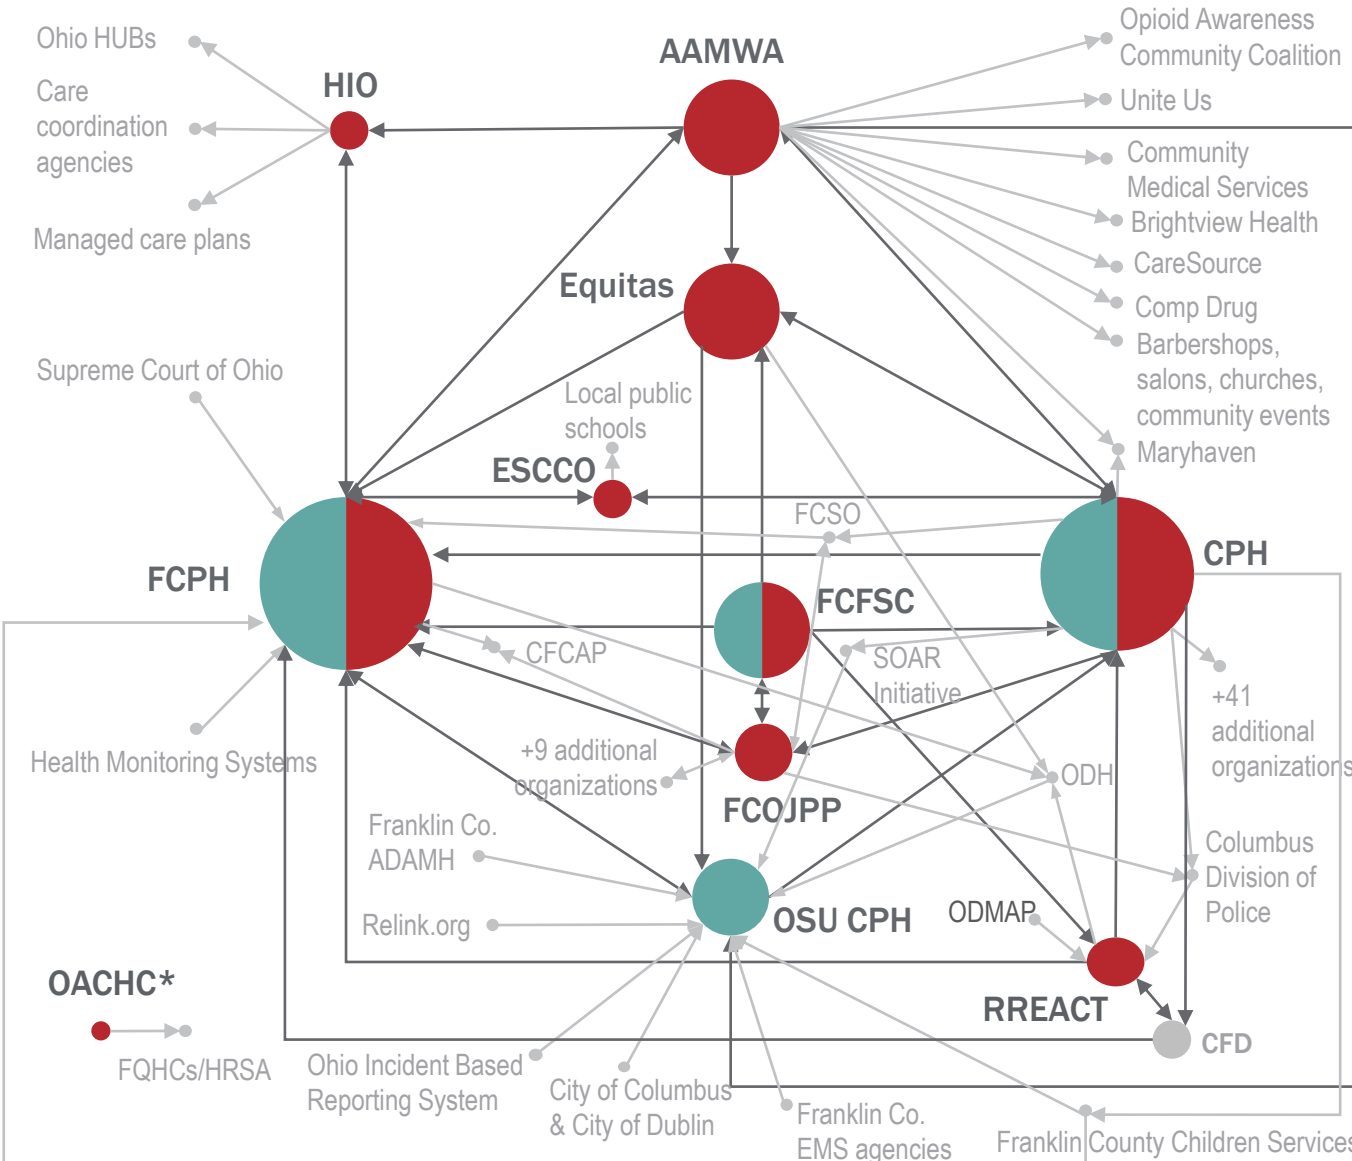 Ohio HUBs
Care
coordination
agencies
Managed care plans
HIO
AAMWA
Opioid Awareness
Community Coalition
Unite Us
Community
Medical Services
Brightview Health
CareSource
Comp Drug
Barbershops,
salons, churches,
community events
Maryhaven
Equitas
Supreme Court of Ohio
Local public
schools
ESCCO
FCSO
FCPH
CPH
FCFSC
CFCAP
SOAR
Initiative
+41
additional
organizations
Health Monitoring Systems
+9 additional
organizations
ODH
FCOJPP
Franklin Co.
ADAMH
Columbus
Division of
Police
Relink.org
OSU CPH
ODMAP
OACHC*
RREACT
FQHCs/HRSA
CFD
Ohio Incident Based
Reporting System
City of Columbus
& City of Dublin
Franklin Co.
EMS agencies
Franklin County Children Services